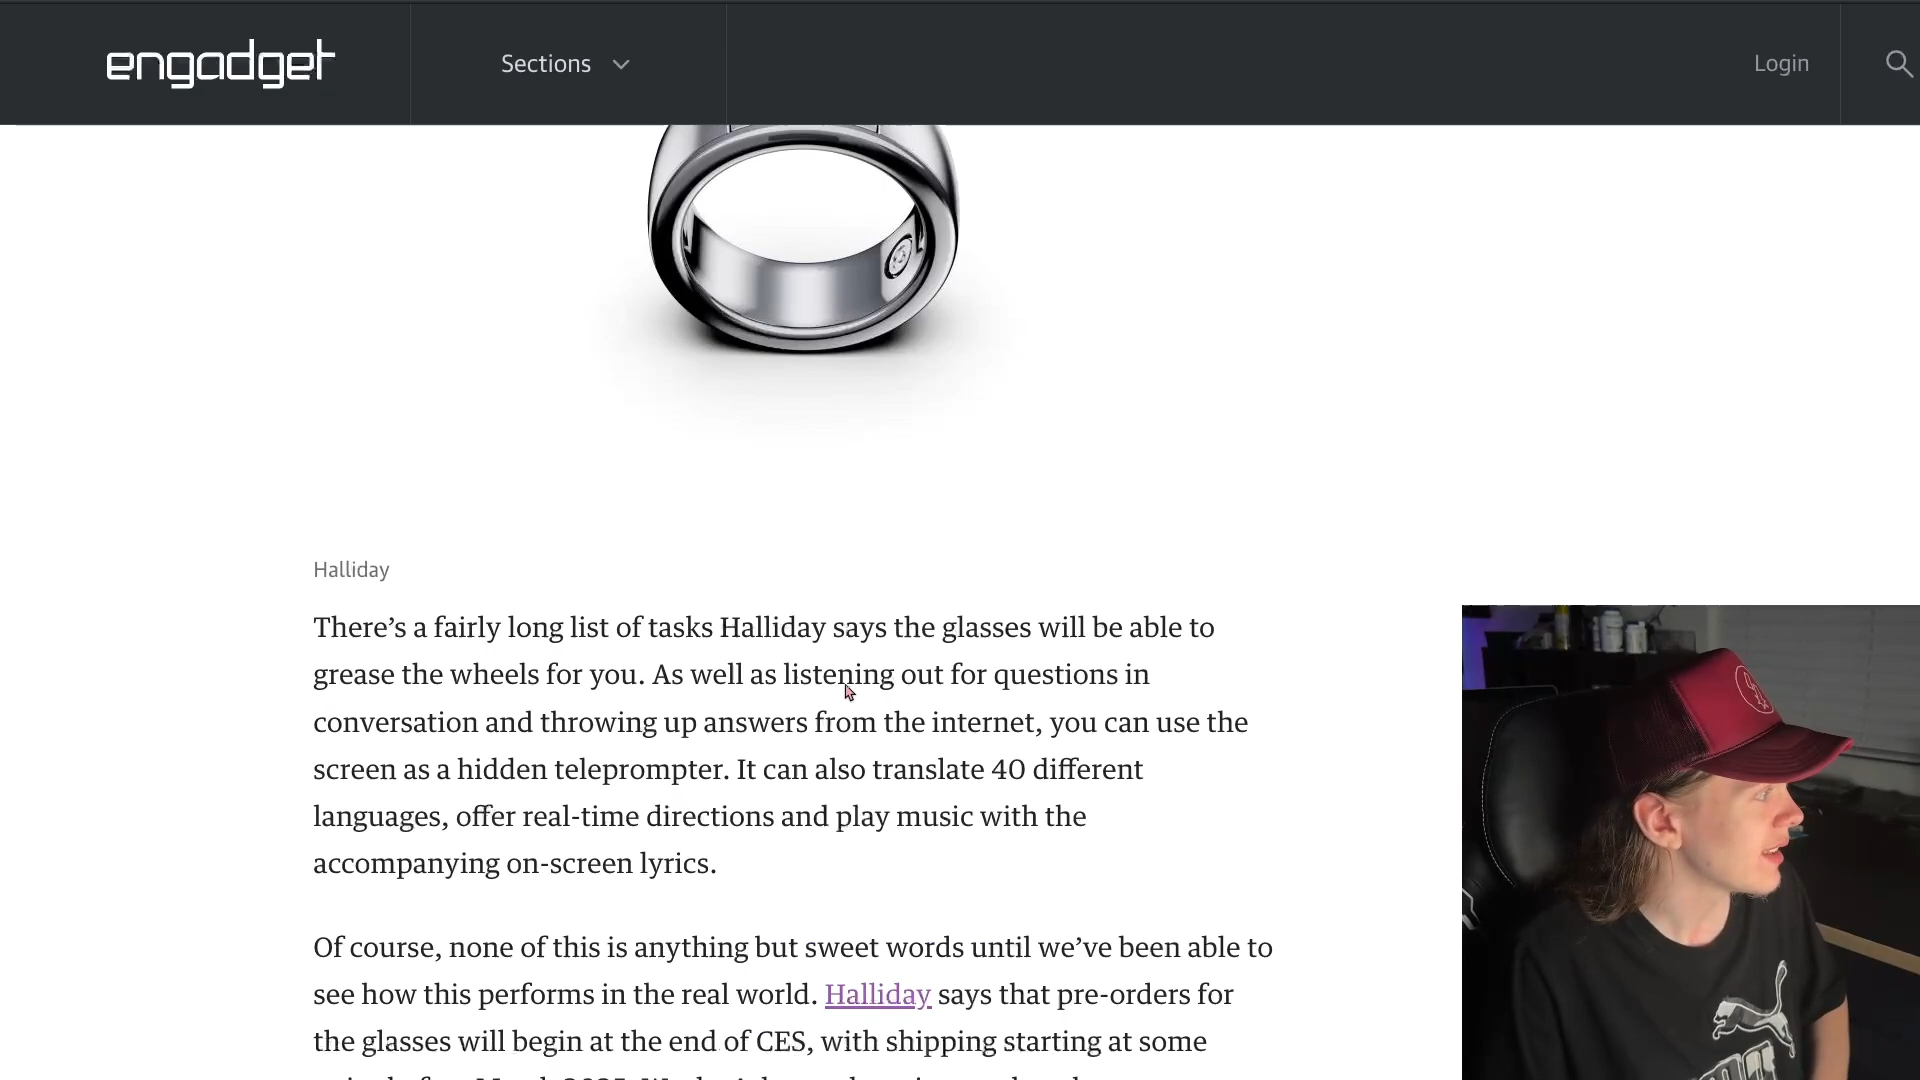 engadget
Sections
Login
Halliday
There’s a fairly long list of tasks Halliday says the glasses will be able to
grease the wheels for you. As well as listening out for questions in
conversation and throwing up answers from the internet, you can use the
screen as a hidden teleprompter. It can also translate 40 different
languages, offer real-time directions and play music with the
accompanying on-screen lyrics.
Of course, none of this is anything but sweet words until we’ve been able to
see how this performs in the real world. Halliday says that pre-orders for
the glasses will begin at the end of CES, with shipping starting at some